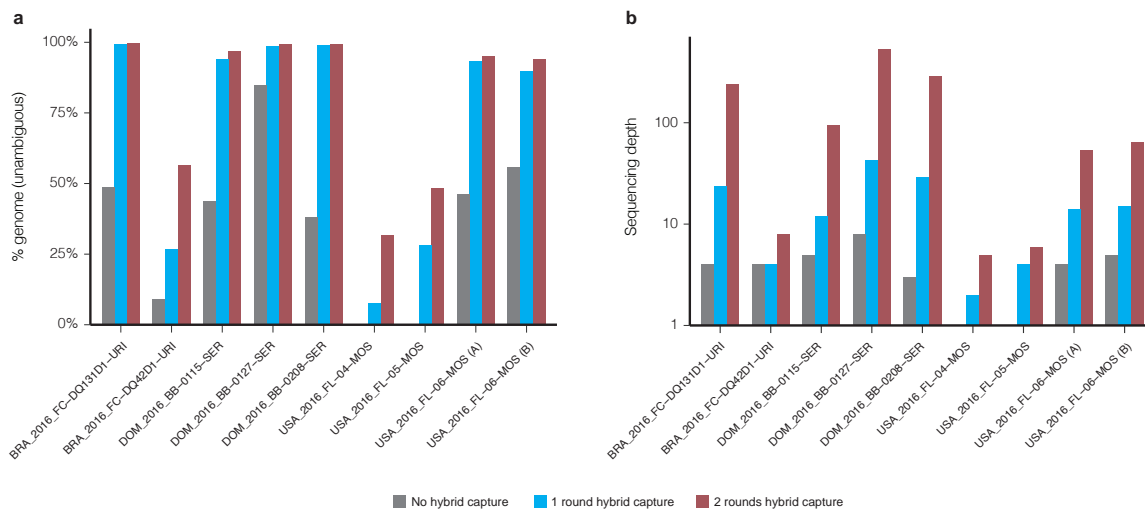 a
% genome (unambiguous)
100%
75%
50%
25%
0%
BRA_2016_FC–DQ131D1–URI
BRA_2016_FC–DQ42D1–URI
DOM_2016_BB–0115–SER
DOM_2016_BB–0127–SER
DOM_2016_BB–0208–SER
USA_2016_FL–04–MOS
USA_2016_FL–05–MOS
USA_2016_FL–06–MOS (A)
USA_2016_FL–06–MOS (B)
b
Sequencing depth
100
10
1
BRA_2016_FC–DQ131D1–URI
BRA_2016_FC–DQ42D1–URI
DOM_2016_BB–0115–SER
DOM_2016_BB–0127–SER
DOM_2016_BB–0208–SER
USA_2016_FL–04–MOS
USA_2016_FL–05–MOS
USA_2016_FL–06–MOS (A)
USA_2016_FL–06–MOS (B)
No hybrid capture
1 round hybrid capture
2 rounds hybrid capture